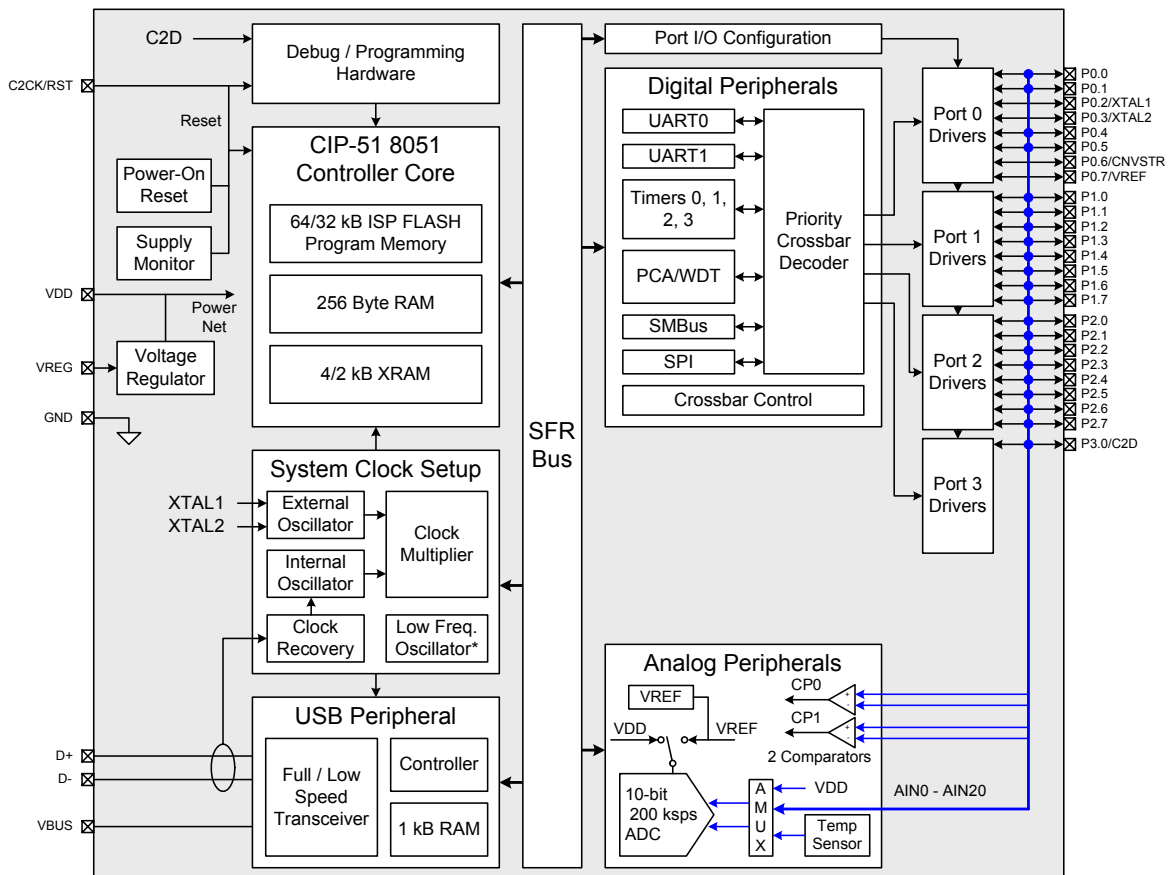 C2D
C2CK/RST
Debug / Programming
Hardware
Reset
Power-On
Reset
Supply
Monitor
VDD
Power
Net
VREG
Voltage
Regulator
GND
CIP-51 8051
Controller Core
64/32 kB ISP FLASH
Program Memory
256 Byte RAM
4/2 kB XRAM
System Clock Setup
XTAL1
XTAL2
External
Oscillator
Internal
Oscillator
Clock
Multiplier
Clock
Recovery
Low Freq.
Oscillator*
USB Peripheral
D+
D-
VBUS
Full / Low
Speed
Transceiver
Controller
1 kB RAM
SFR
Bus
Port I/O Configuration
Digital Peripherals
UART0
UART1
Timers 0, 1,
2, 3
PCA/WDT
SMBus
SPI
Priority
Crossbar
Decoder
Crossbar Control
Port 0
Drivers
Port 1
Drivers
Port 2
Drivers
Port 3
Drivers
P0.0
P0.1
P0.2/XTAL1
P0.3/XTAL2
P0.4
P0.5
P0.6/CNVSTR
P0.7/VREF
P1.0
P1.1
P1.2
P1.3
P1.4
P1.5
P1.6
P1.7
P2.0
P2.1
P2.2
P2.3
P2.4
P2.5
P2.6
P2.7
P3.0/C2D
Analog Peripherals
VREF
VDD
VREF
CP0
+
-
CP1
+
-
2 Comparators
10-bit
200 ksps
ADC
A
M
U
X
VDD
Temp
Sensor
AIN0 - AIN20